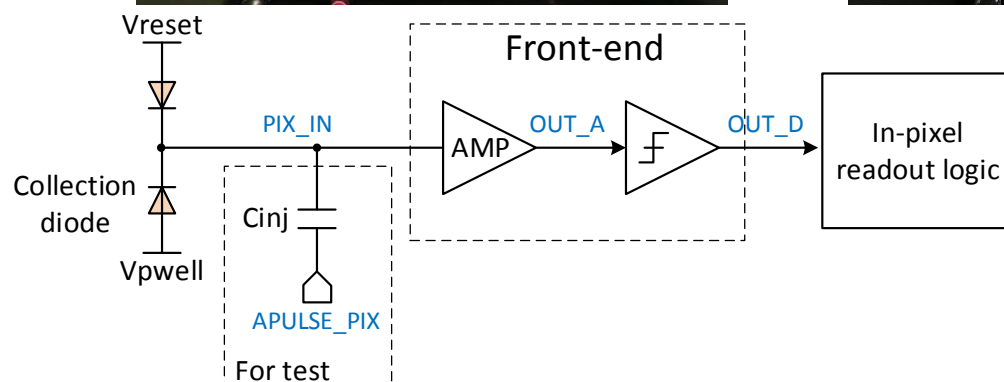 Vreset
Front-end
PIX_IN
AMP
OUT_A
OUT_D
In-pixel
readout logic
Collection
diode
Cinj
Vpwell
APULSE_PIX
For test